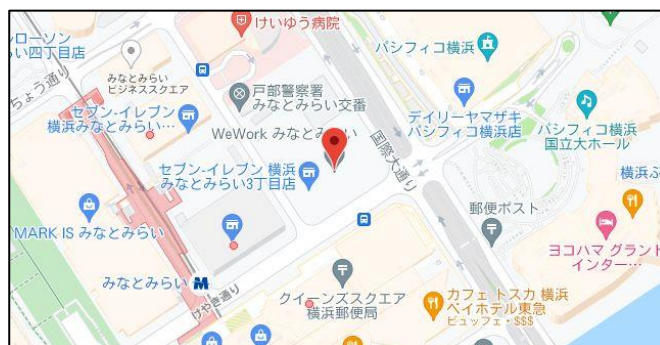 ンローソン
らい四丁目店
けいゆう病院
みなとみらい
ビジネススクエア
パシフィコ横浜
ちょう通り
戸部警察署
みなとみらい交番
セブン-イレブン
横浜みなとみらい…
デイリーヤマザキ
パシフィコ横浜店
WeWork みなとみらい
国際大通り
パシフィコ横浜
国立大ホール
セブン-イレブン 横浜
みなとみらい3丁目店
横浜ふ
MARK IS みなとみらい
郵便ポスト
ヨコハマ グランド
インター…
みなとみらい
けやき通り
クイーンズスクエア
横浜郵便局
カフェ トスカ 横浜
ベイホテル東急
ビュッフェ・$$$